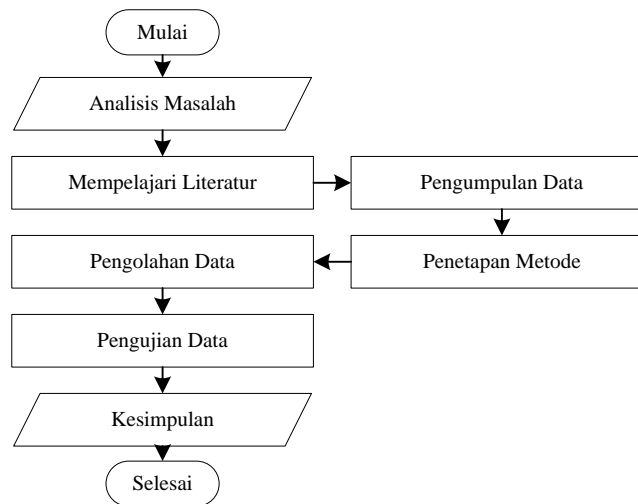 Mulai
Analisis Masalah
Mempelajari Literatur
Pengumpulan Data
Penetapan Metode
Pengolahan Data
Pengujian Data
Kesimpulan
Selesai